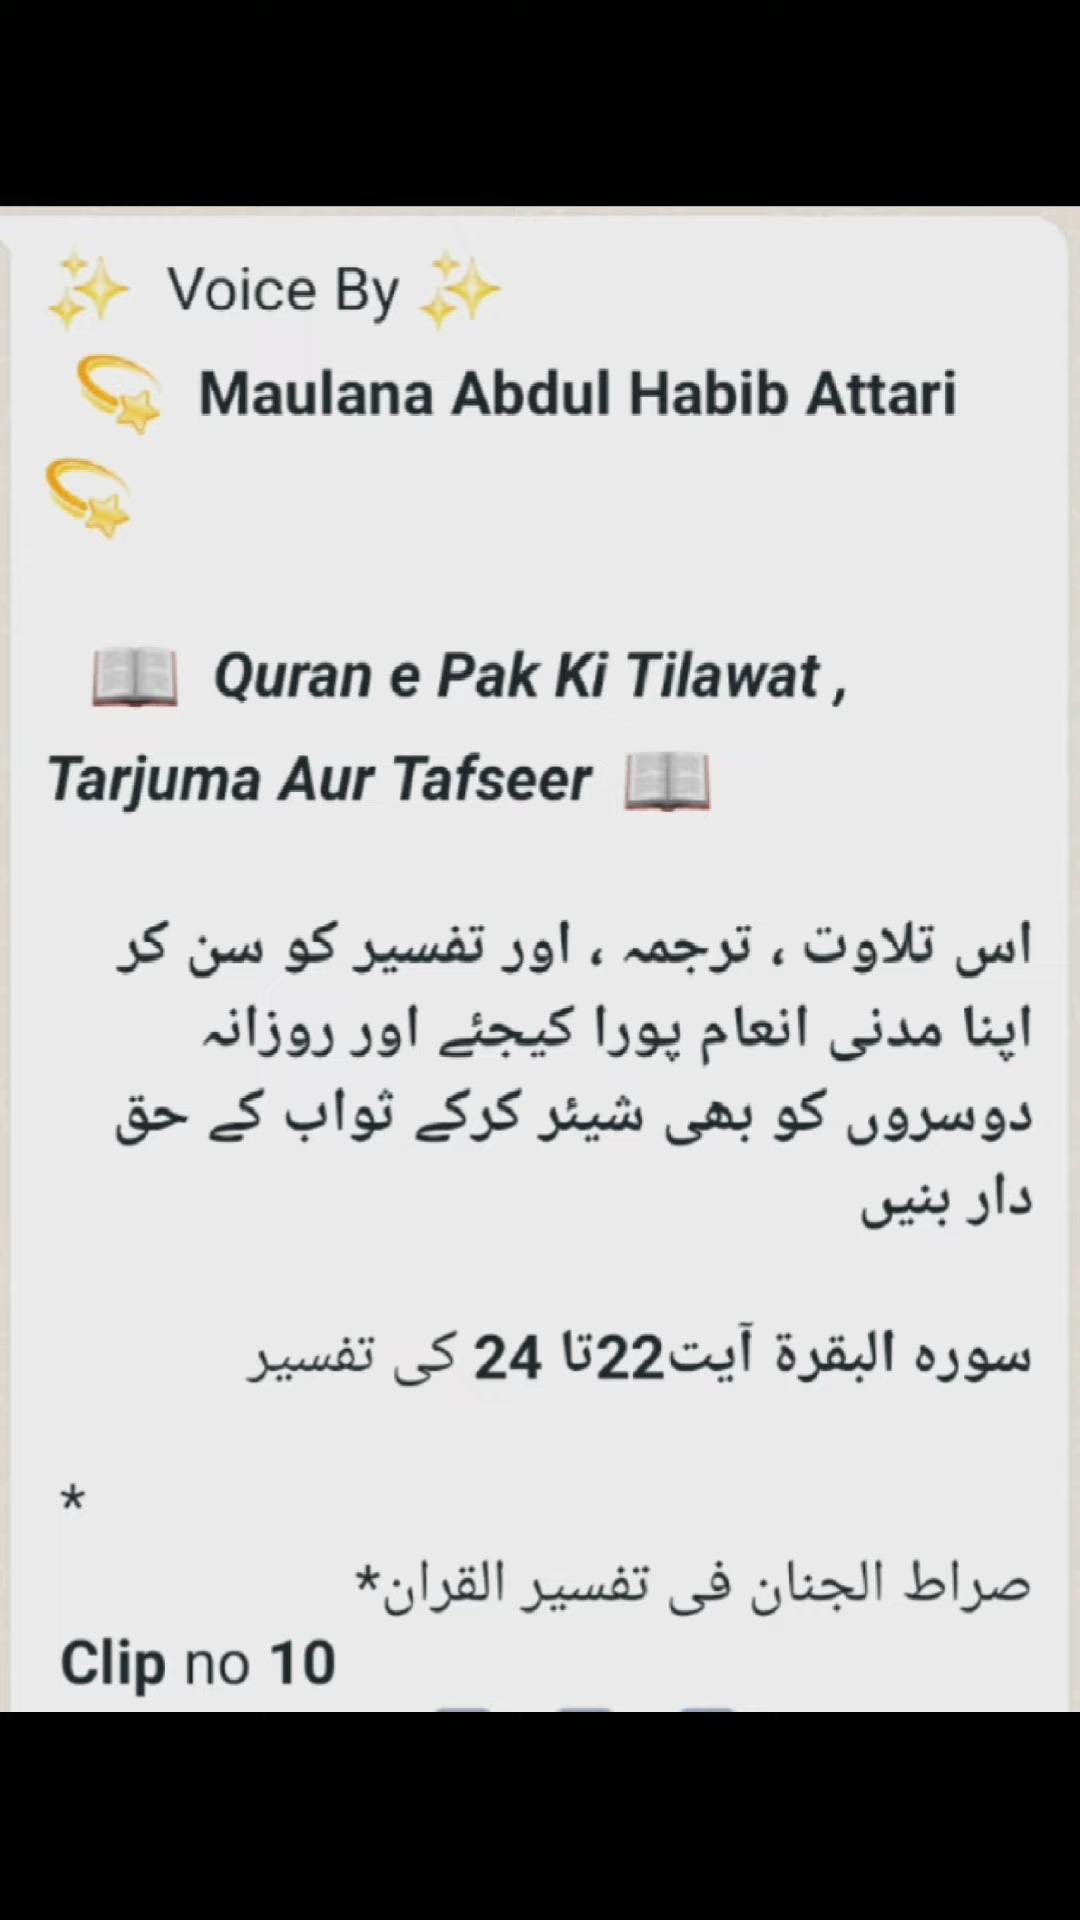 ✨ Voice By ✨
💫 Maulana Abdul Habib Attari
💫
📖 Quran e Pak Ki Tilawat ,
Tarjuma Aur Tafseer 📖
اس تلاوت ، ترجمہ ، اور تفسیر کو سن کر
اپنا مدنی انعام پورا کیجئے اور روزانہ
دوسروں کو بھی شیئر کرکے ثواب کے حق
دار بنیں
سورہ البقرة آیت22تا 24 کی تفسیر
*
صراط الجنان فی تفسیر القران*
Clip no 10